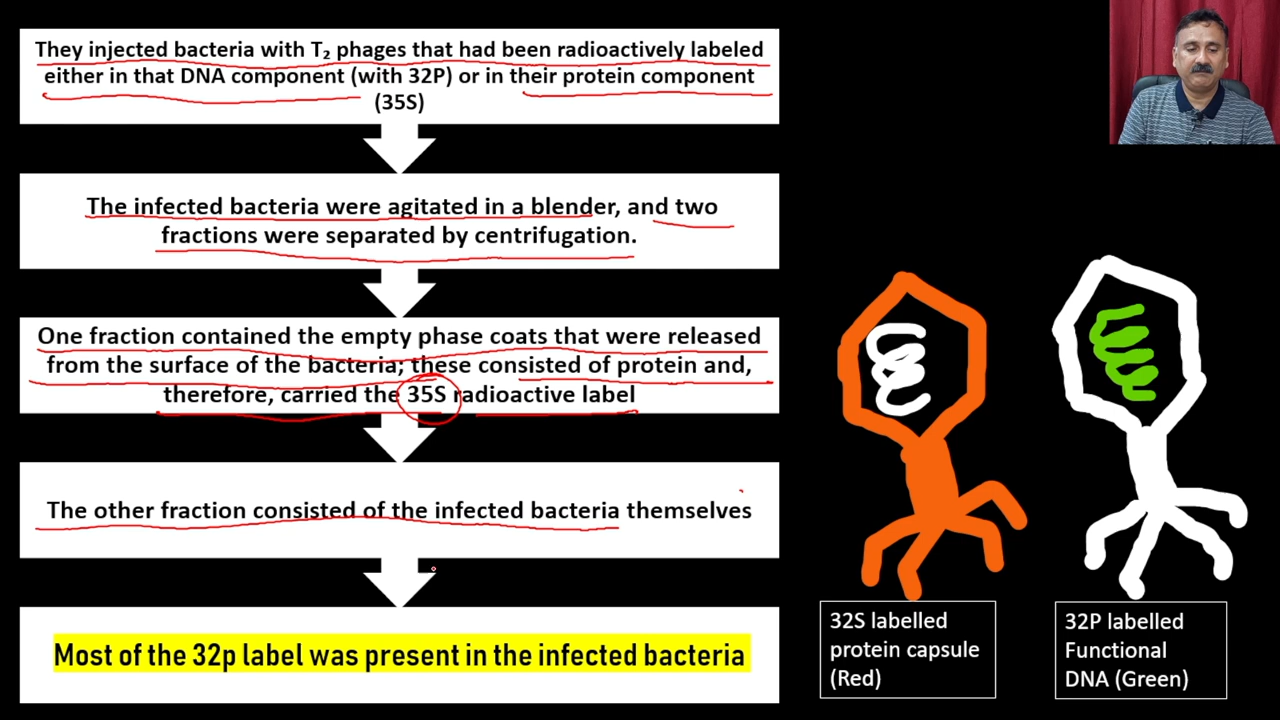 They injected bacteria with T₂ phages that had been radioactively labeled
either in that DNA component (with 32P) or in their protein component
(35S)
The infected bacteria were agitated in a blender, and two
fractions were separated by centrifugation.
One fraction contained the empty phase coats that were released
from the surface of the bacteria; these consisted of protein and,
therefore, carried the 35S radioactive label
The other fraction consisted of the infected bacteria themselves
Most of the 32p label was present in the infected bacteria
32S labelled
protein capsule
(Red)
32P labelled
Functional
DNA (Green)